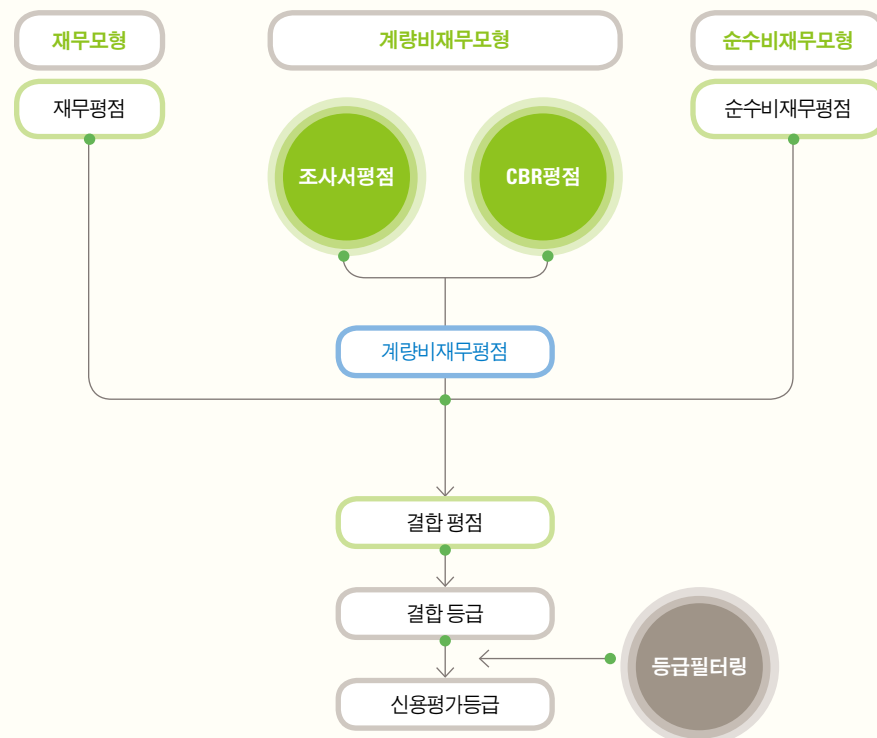 재무모형
계량비재무모형
순수비재무모형
재무평점
순수비재무평점
조사서평점
CBR평점
계량비재무평점
결합 평점
결합 등급
등급필터링
신용평가등급